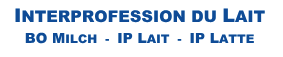 INTERPROFESSION DU LAIT
BO MILCH - IP LAIT - IP LATTE